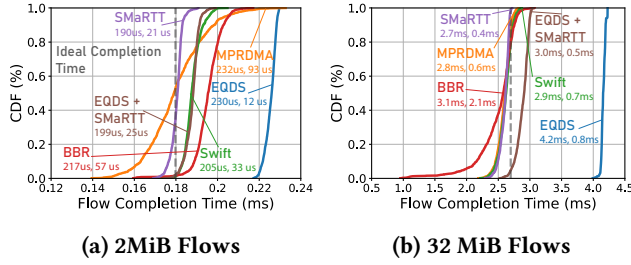 1.0
0.8
0.6
0.4
0.2
0.0
CDF (%)
SMaRTT
190us, 21 us
Ideal Completion
Time
MPRDMA
232us, 93 us
EQDS
230us, 12 us
EQDS +
SMaRTT
199us, 25us
BBR
217us, 57 us
Swift
205us, 33 us
0.12 0.14 0.16 0.18 0.20 0.22 0.24
Flow Completion Time (ms)
(a) 2MiB Flows
1.0
0.8
0.6
0.4
0.2
0.0
CDF (%)
SMaRTT
2.7ms, 0.4ms
MPRDMA
2.8ms, 0.6ms
BBR
3.1ms, 2.1ms
EQDS +
SMaRTT
3.0ms, 0.5ms
Swift
2.9ms, 0.7ms
EQDS
4.2ms, 0.8ms
0.5 1.0 1.5 2.0 2.5 3.0 3.5 4.0 4.5
Flow Completion Time (ms)
(b) 32 MiB Flows